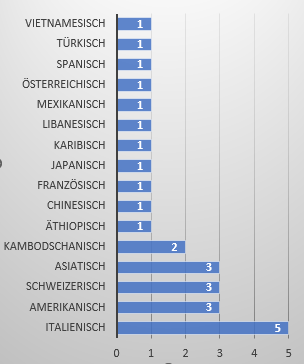 VIETNAMESISCH 1
TÜRKISCH 1
SPANISCH 1
ÖSTERREICHISCH 1
MEXIKANISCH 1
LIBANESISCH 1
KARIBISCH 1
JAPANISCH 1
FRANZÖSISCH 1
CHINESISCH 1
ÄTHIOPISCH 1
KAMBODSCHANISCH 2
ASIATISCH 3
SCHWEIZERISCH 3
AMERIKANISCH 3
ITALIENISCH 5
0 1 2 3 4 5